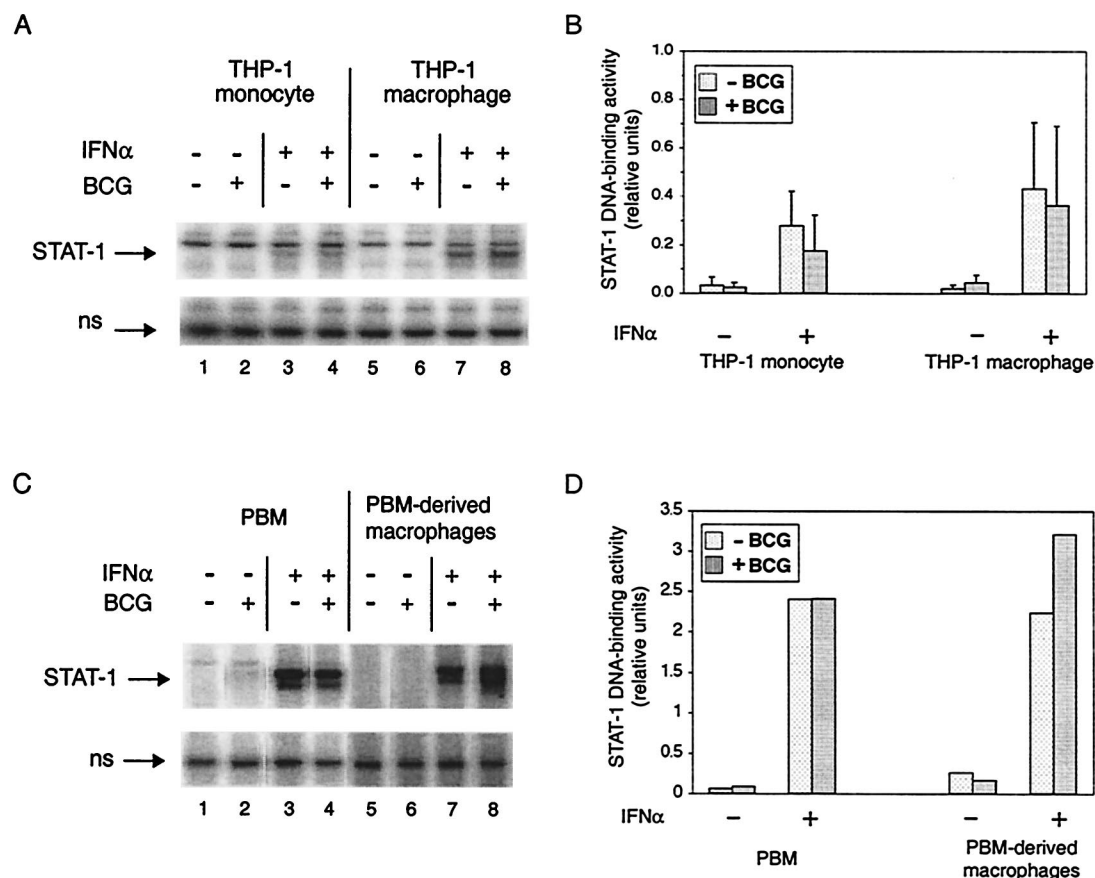 A
THP-1 monocyte
THP-1 macrophage
IFNα - - + + - - + +
BCG - + - + - + - +
STAT-1
ns
1 2 3 4 5 6 7 8
B
STAT-1 DNA-binding activity
(relative units)
1.0
0.8
0.6
0.4
0.2
0.0
- BCG
+ BCG
IFNα - + - +
THP-1 monocyte THP-1 macrophage
C
PBM
PBM-derived macrophages
IFNα - - + + - - + +
BCG - + - + - + - +
STAT-1
ns
1 2 3 4 5 6 7 8
D
STAT-1 DNA-binding activity
(relative units)
3.5
3
2.5
2
1.5
1
0.5
0
- BCG
+ BCG
IFNα - + - +
PBM
PBM-derived macrophages